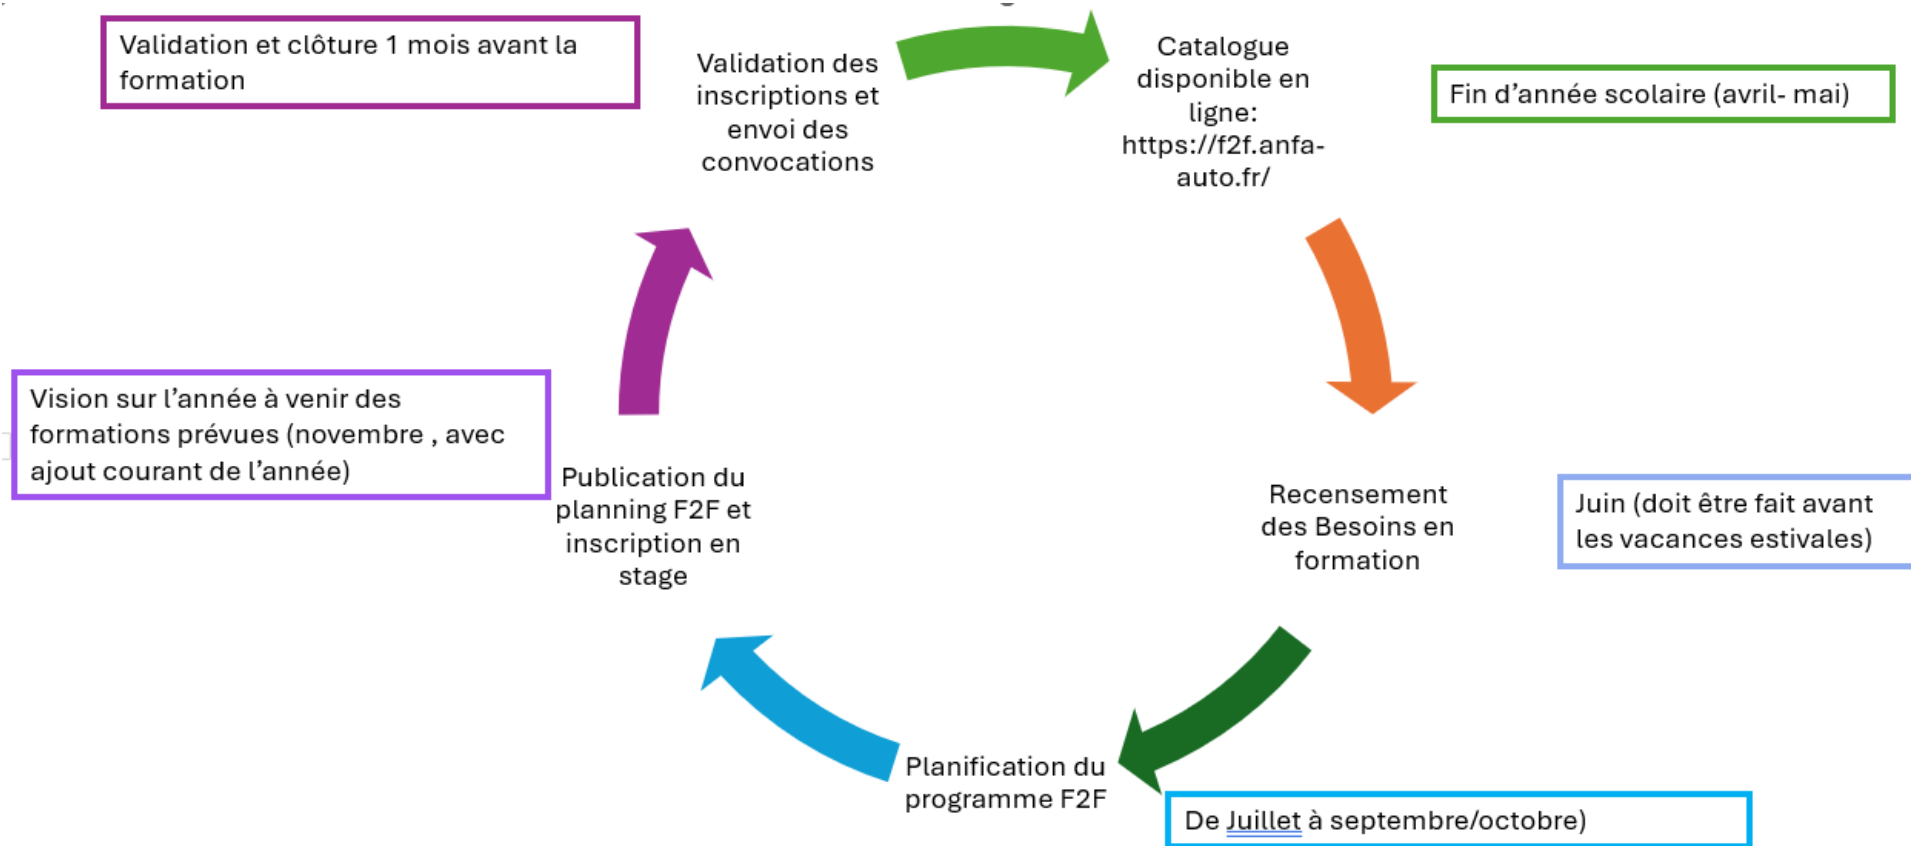 Validation et clôture 1 mois avant la
formation
Validation des
inscriptions et
envoi des
convocations
Catalogue
disponible en
ligne:
https://f2f.anfa-
auto.fr/
Fin d’année scolaire (avril- mai)
Vision sur l’année à venir des
formations prévues (novembre , avec
ajout courant de l’année)
Publication du
planning F2F et
inscription en
stage
Recensement
des Besoins en
formation
Juin (doit être fait avant
les vacances estivales)
Planification du
programme F2F
De Juillet à septembre/octobre)